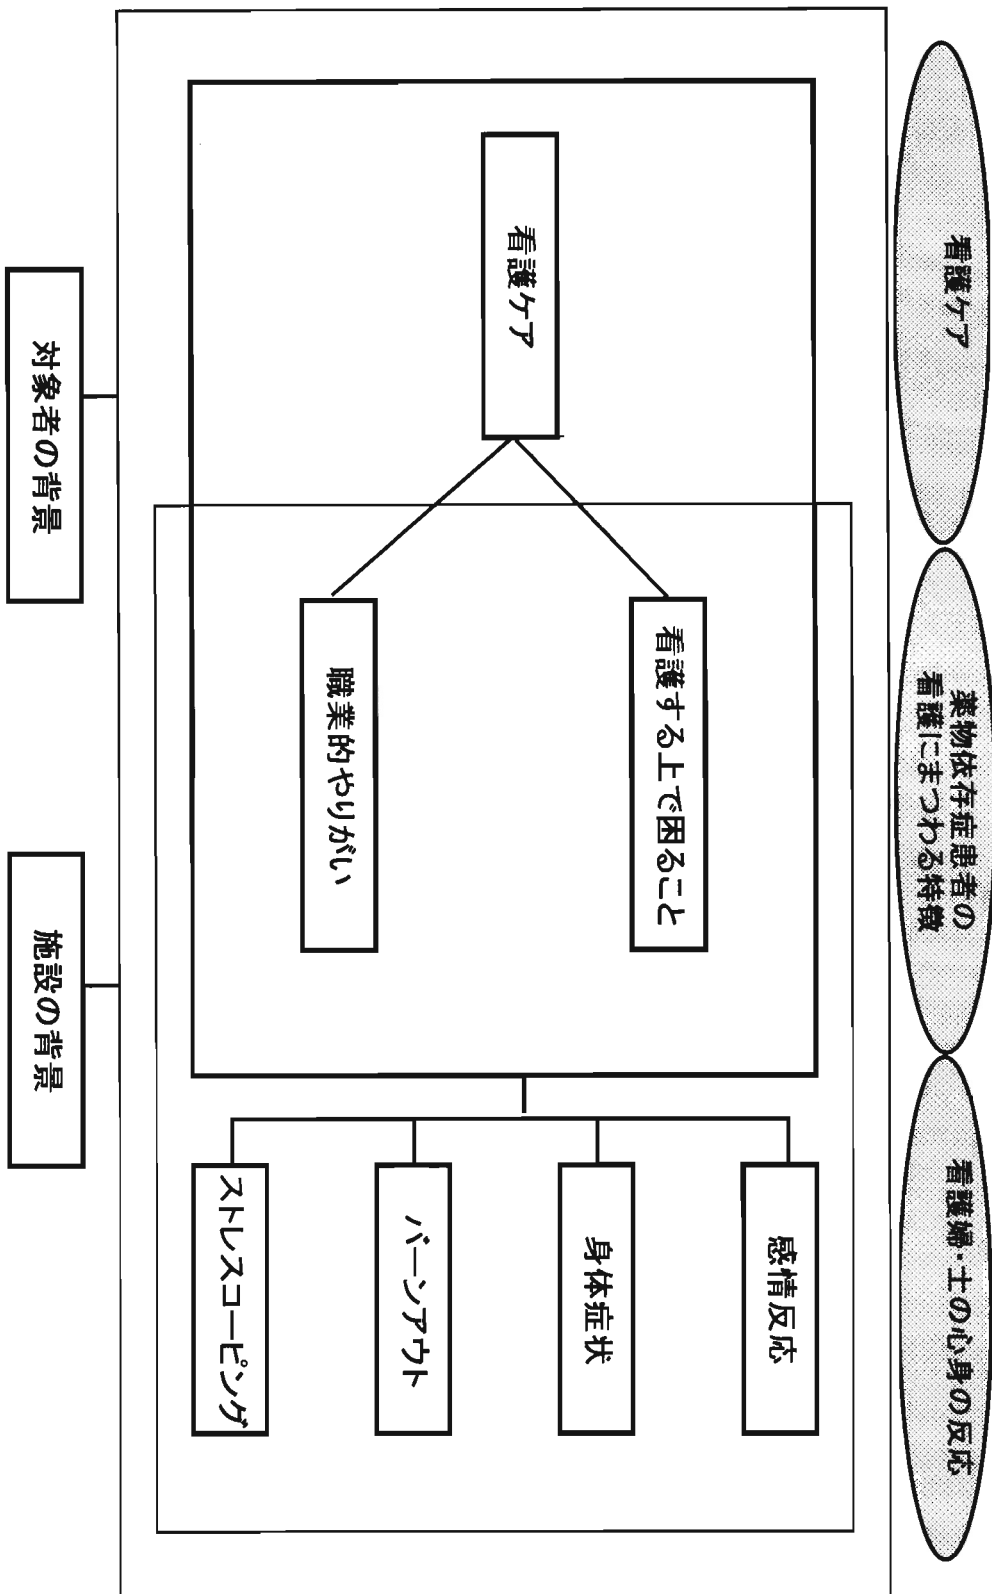 看護ケア
薬物依存症患者の
看護にまつわる特徴
看護婦・士の心身の反応
看護ケア
看護する上で困ること
職業的やりがい
感情反応
身体症状
バーンアウト
ストレスコーピング
対象者の背景
施設の背景